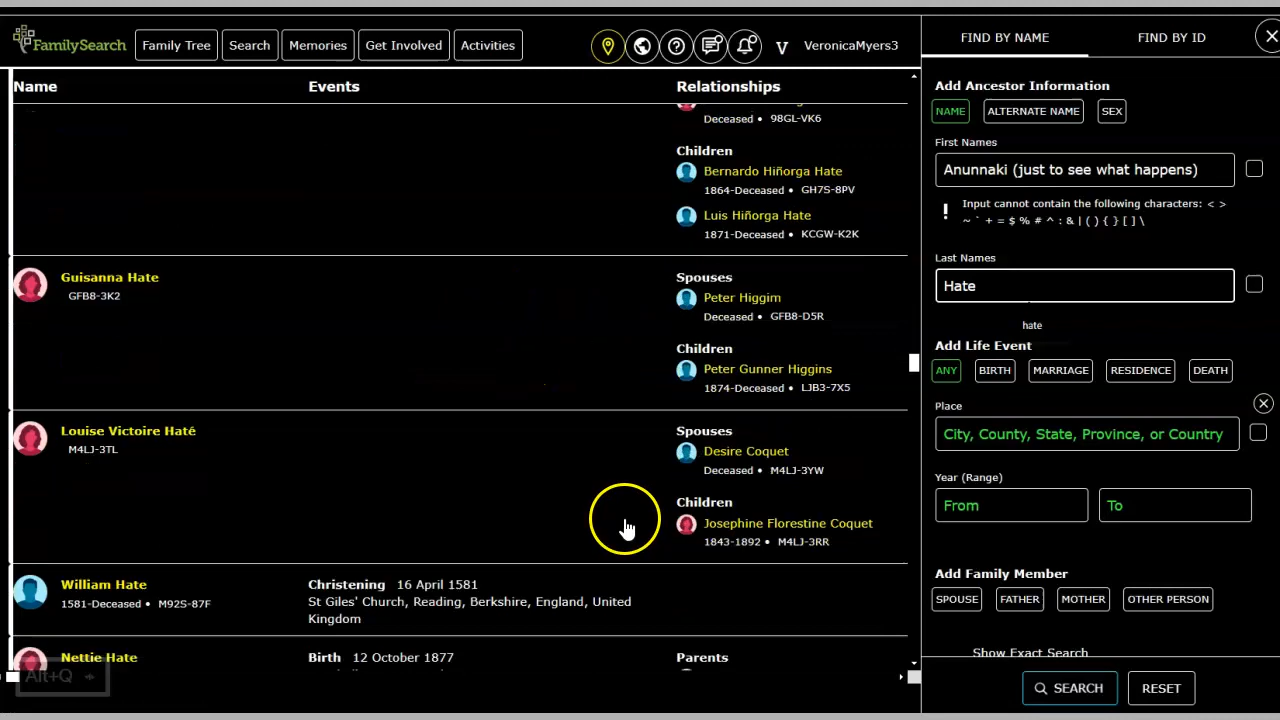 FamilySearch
Family Tree
Search
Memories
Get Involved
Activities
V
VeronicaMyers3
Name
Events
Relationships
Deceased • 98GL-VK6
Children
Bernardo Hiñorga Hate
1864-Deceased • GH7S-8PV
Luis Hiñorga Hate
1871-Deceased • KCGW-K2K
Guisanna Hate
GFB8-3K2
Spouses
Peter Higgim
Deceased • GFB8-D5R
Children
Peter Gunner Higgins
1874-Deceased • LJB3-7X5
Louise Victoire Haté
M4LJ-3TL
Spouses
Desire Coquet
Deceased • M4LJ-3YW
Children
Josephine Florestine Coquet
1843-1892 • M4LJ-3RR
William Hate
1581-Deceased • M92S-87F
Christening 16 April 1581
St Giles' Church, Reading, Berkshire, England, United
Kingdom
Nettie Hate
Birth 12 October 1877
Parents
Alt+Q
FIND BY NAME
FIND BY ID
Add Ancestor Information
NAME
ALTERNATE NAME
SEX
First Names
Anunnaki (just to see what happens)
! Input cannot contain the following characters: < >
~ ` + = $ % # ^ : & | ( ) { } [ ] \
Last Names
Hate
hate
Add Life Event
ANY
BIRTH
MARRIAGE
RESIDENCE
DEATH
Place
City, County, State, Province, or Country
Year (Range)
From
To
Add Family Member
SPOUSE
FATHER
MOTHER
OTHER PERSON
Show Exact Search
SEARCH
RESET